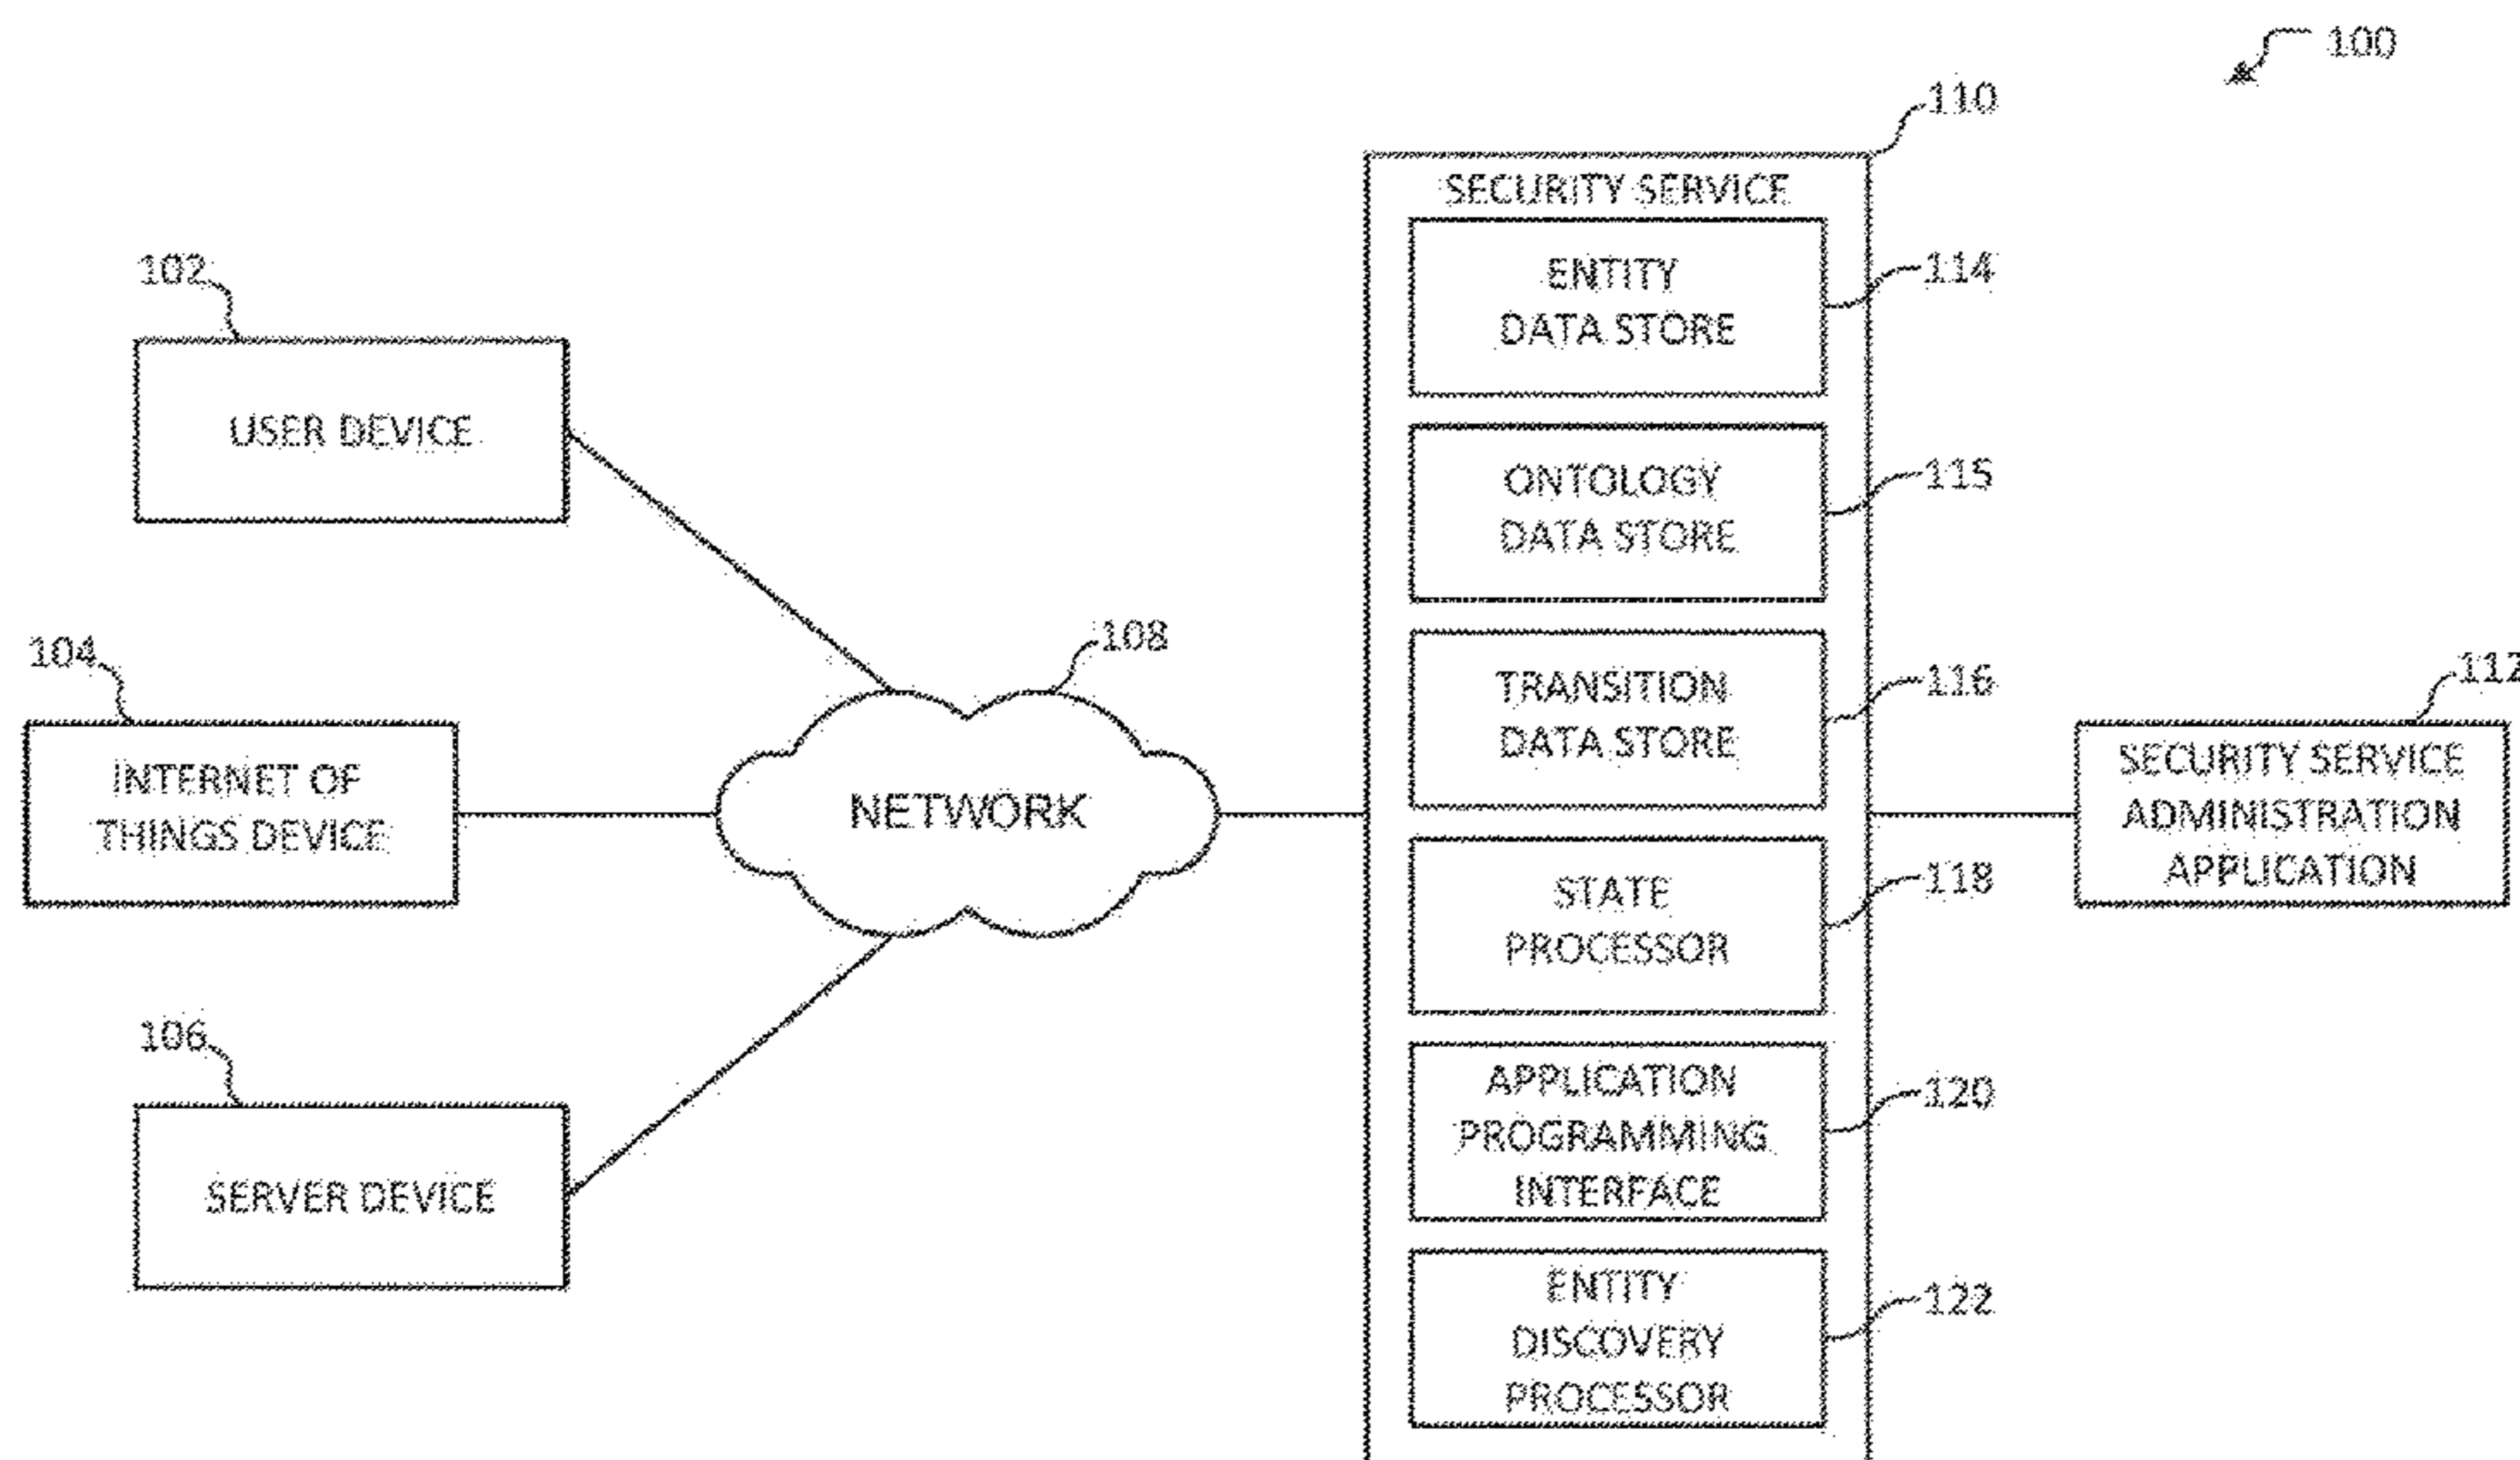 100
110
SECURITY SERVICE
ENTITY
DATA STORE
114
102
USER DEVICE
ONTOLOGY
DATA STORE
115
104
INTERNET OF
THINGS DEVICE
108
NETWORK
TRANSITION
DATA STORE
116
112
SECURITY SERVICE
ADMINISTRATION
APPLICATION
STATE
PROCESSOR
118
106
SERVER DEVICE
APPLICATION
PROGRAMMING
INTERFACE
120
ENTITY
DISCOVERY
PROCESSOR
122